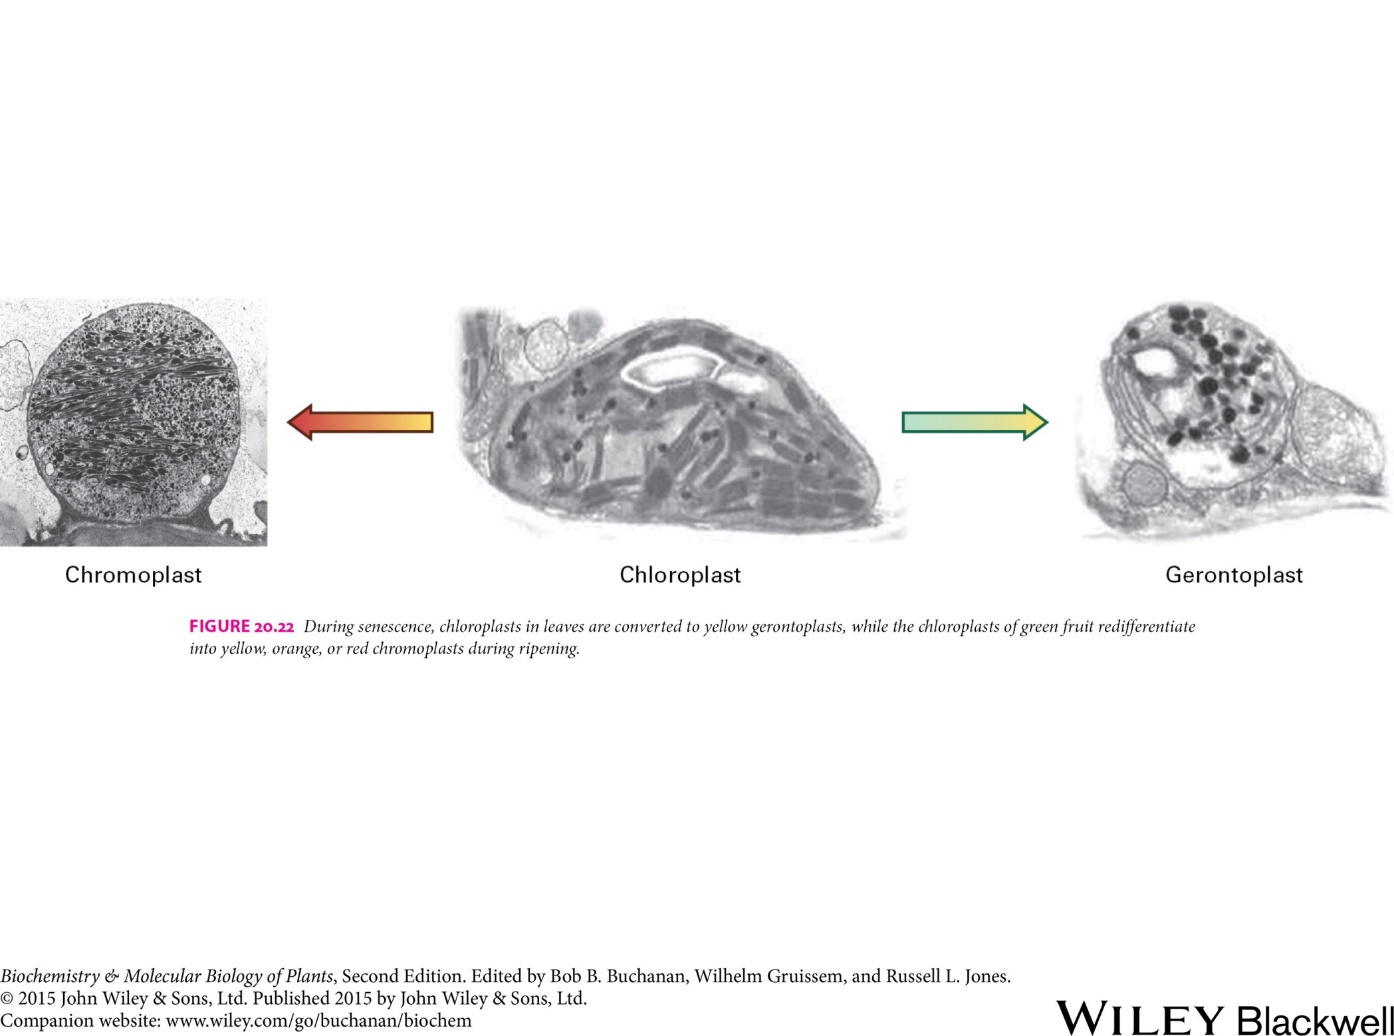 Chromoplast
Chloroplast
Gerontoplast
FIGURE 20.22 During senescence, chloroplasts in leaves are converted to yellow gerontoplasts, while the chloroplasts of green fruit redifferentiate
into yellow, orange, or red chromoplasts during ripening.
Biochemistry & Molecular Biology of Plants, Second Edition. Edited by Bob B. Buchanan, Wilhelm Gruissem, and Russell L. Jones.
© 2015 John Wiley & Sons, Ltd. Published 2015 by John Wiley & Sons, Ltd.
Companion website: www.wiley.com/go/buchanan/biochem
WILEY Blackwell